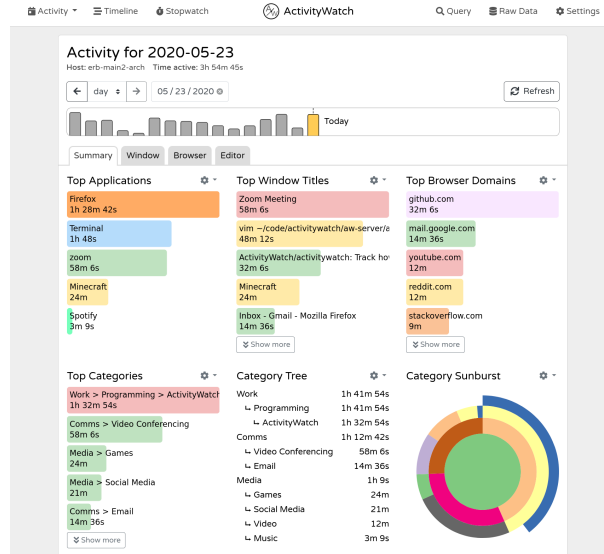 Activity
Timeline
Stopwatch
ActivityWatch
Query
Raw Data
Settings
Activity for 2020-05-23
Host: erb-main2-arch Time active: 3h 54m 45s
day
05 / 23 / 2020
Refresh
Today
Summary
Window
Browser
Editor
Top Applications
Firefox
1h 28m 42s
Terminal
1h 48s
zoom
58m 6s
Minecraft
24m
Spotify
3m 9s
Top Window Titles
Zoom Meeting
58m 6s
vim ~/code/activitywatch/aw-server/a
48m 12s
ActivityWatch/activitywatch: Track ho
32m 6s
Minecraft
24m
Inbox - Gmail - Mozilla Firefox
14m 36s
Show more
Top Browser Domains
github.com
32m 6s
mail.google.com
14m 36s
youtube.com
12m
reddit.com
12m
stackoverflow.com
9m
Show more
Top Categories
Work > Programming > ActivityWatch
1h 32m 54s
Comms > Video Conferencing
58m 6s
Media > Games
24m
Media > Social Media
21m
Comms > Email
14m 36s
Show more
Category Tree
Work 1h 41m 54s
↳ Programming 1h 41m 54s
↳ ActivityWatch 1h 32m 54s
Comms 1h 12m 42s
↳ Video Conferencing 58m 6s
↳ Email 14m 36s
Media 1h 9s
↳ Games 24m
↳ Social Media 21m
↳ Video 12m
↳ Music 3m 9s
Category Sunburst